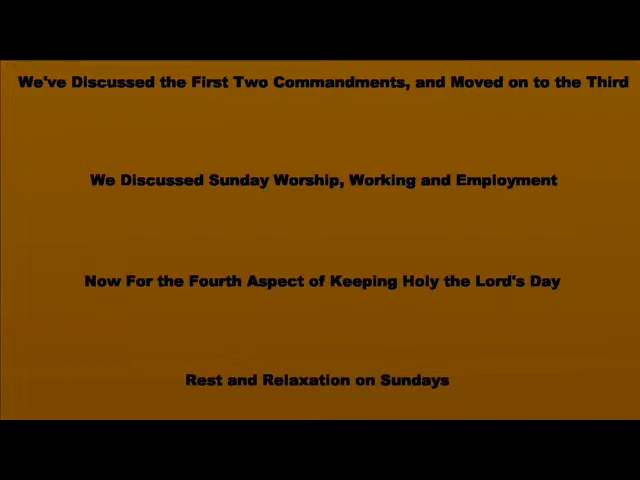 We've Discussed the First Two Commandments, and Moved on to the Third
We Discussed Sunday Worship, Working and Employment
Now For the Fourth Aspect of Keeping Holy the Lord's Day
Rest and Relaxation on Sundays